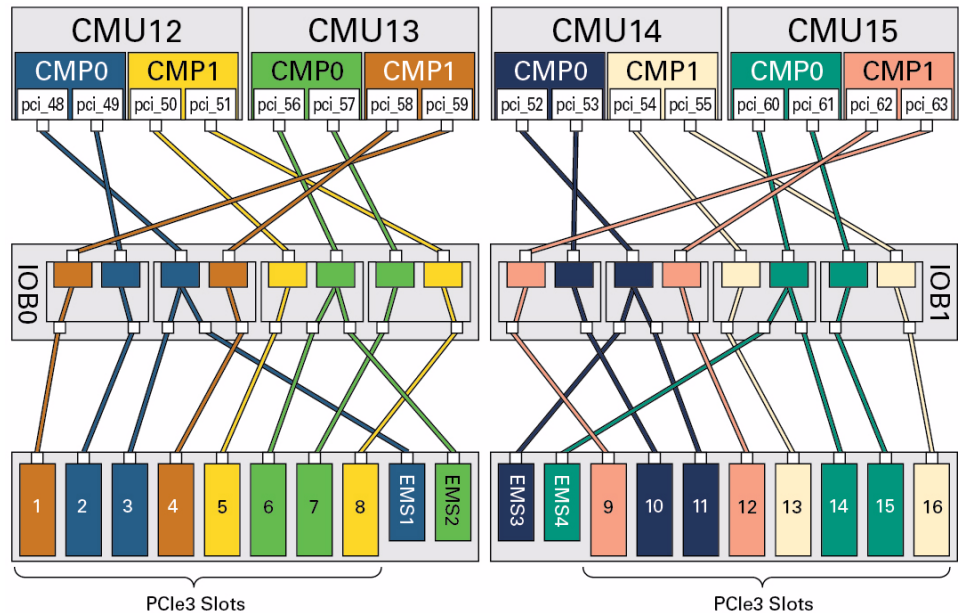 CMU12 CMU13 CMU14 CMU15
CMP0 CMP1 CMP0 CMP1 CMP0 CMP1 CMP0 CMP1
pci_48 pci_49 pci_50 pci_51 pci_56 pci_57 pci_58 pci_59 pci_52 pci_53 pci_54 pci_55 pci_60 pci_61 pci_62 pci_63
IOB0 IOB1
1 2 3 4 5 6 7 8 EMS1 EMS2 EMS3 EMS4 9 10 11 12 13 14 15 16
PCIe3 Slots PCIe3 Slots